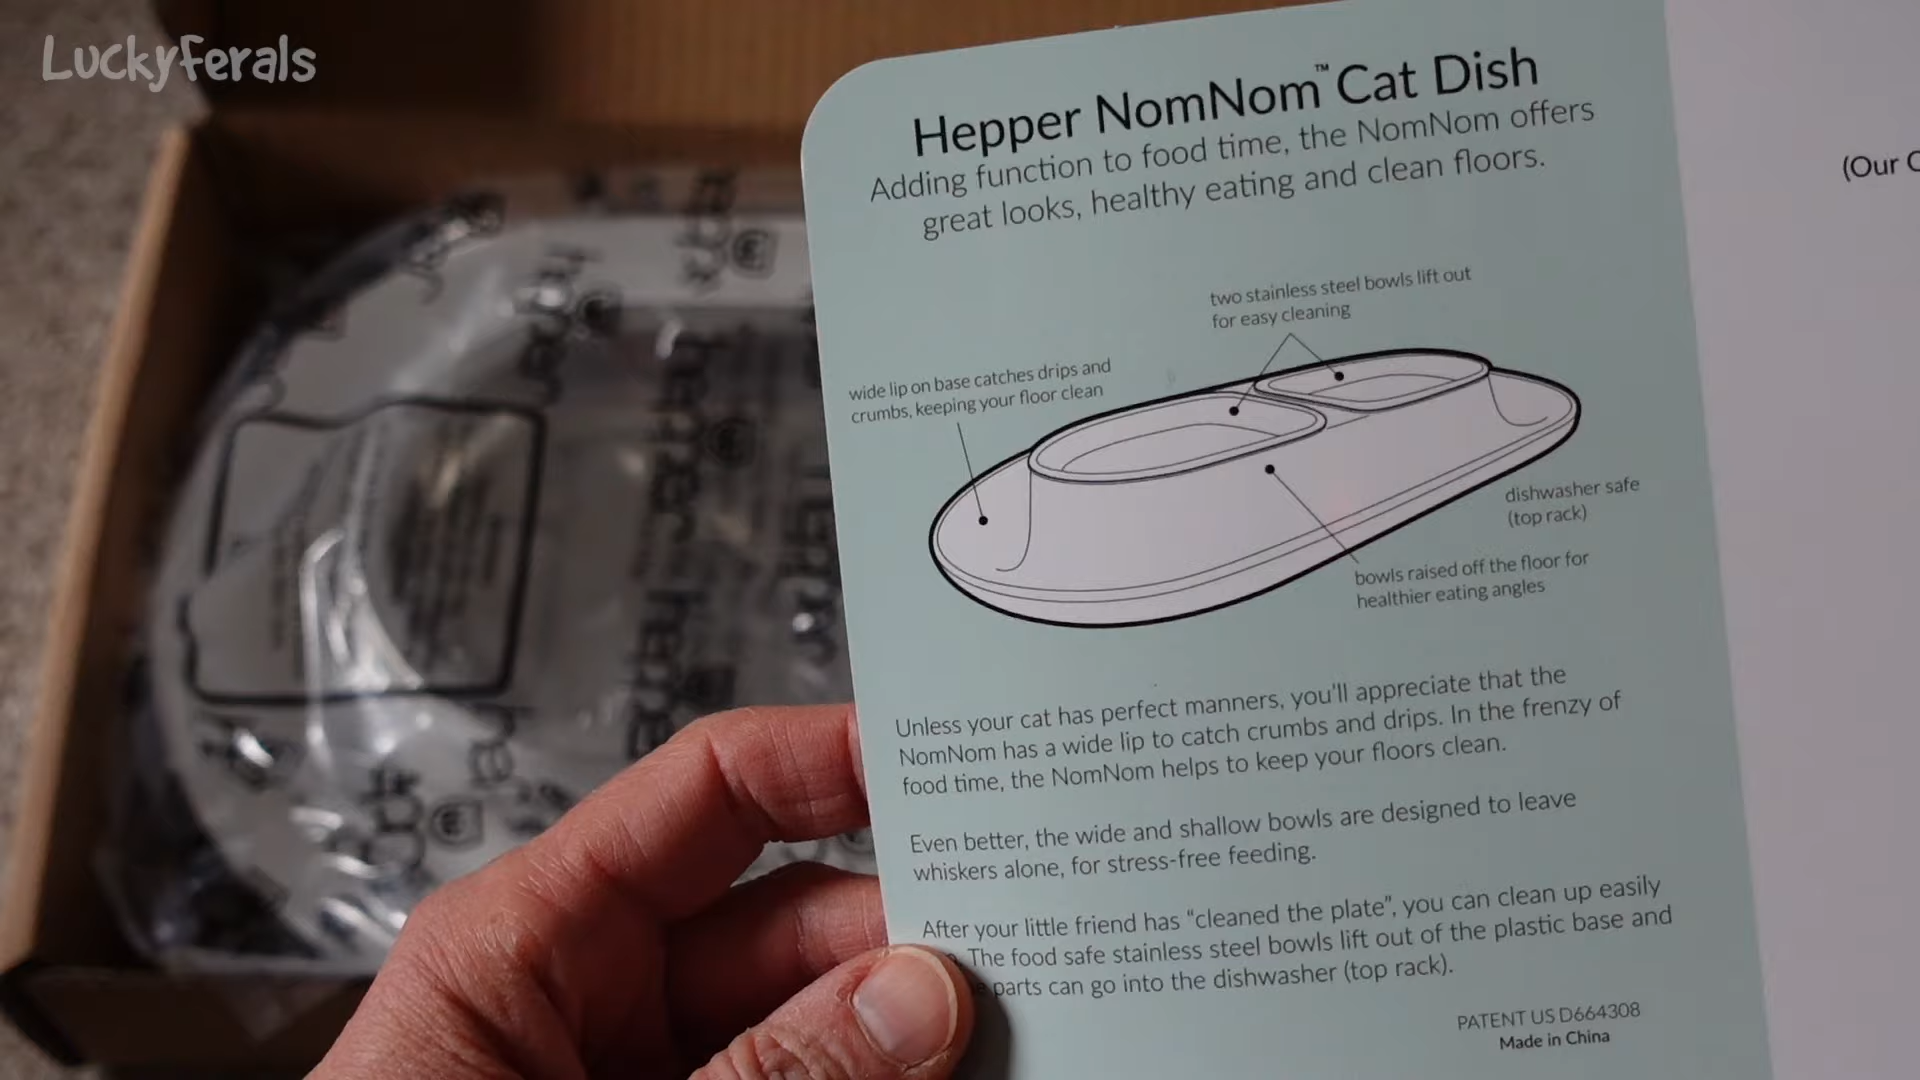 LuckyFerals
Hepper NomNom™ Cat Dish
Adding function to food time, the NomNom offers
great looks, healthy eating and clean floors.
(Our
two stainless steel bowls lift out
for easy cleaning
wide lip on base catches drips and
crumbs, keeping your floor clean
dishwasher safe
(top rack)
bowls raised off the floor for
healthier eating angles
Unless your cat has perfect manners, you'll appreciate that the
NomNom has a wide lip to catch crumbs and drips. In the frenzy of
food time, the NomNom helps to keep your floors clean.
Even better, the wide and shallow bowls are designed to leave
whiskers alone, for stress-free feeding.
After your little friend has “cleaned the plate”, you can clean up easily
The food safe stainless steel bowls lift out of the plastic base and
parts can go into the dishwasher (top rack).
PATENT US D664308
Made in China
hepper
hepper